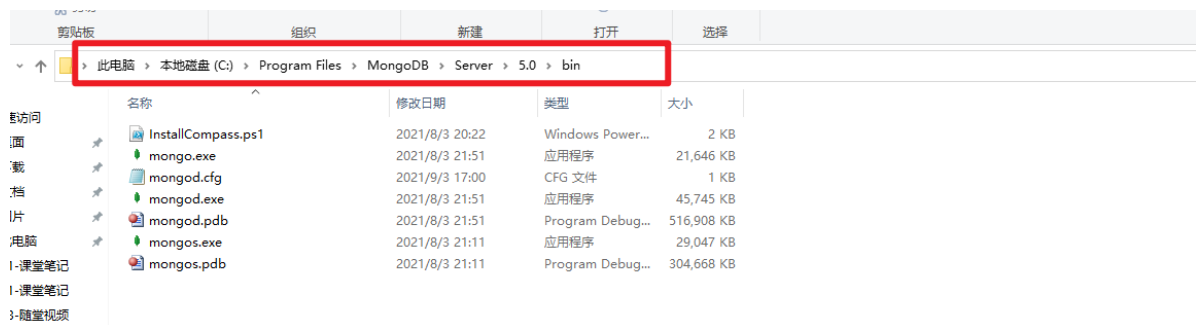 剪贴板 组织 新建 打开 选择
此电脑 › 本地磁盘 (C:) › Program Files › MongoDB › Server › 5.0 › bin
名称 修改日期 类型 大小
InstallCompass.ps1 2021/8/3 20:22 Windows Power... 2 KB
mongo.exe 2021/8/3 21:51 应用程序 21,646 KB
mongod.cfg 2021/9/3 17:00 CFG 文件 1 KB
mongod.exe 2021/8/3 21:51 应用程序 45,745 KB
mongod.pdb 2021/8/3 21:51 Program Debug... 516,908 KB
mongos.exe 2021/8/3 21:11 应用程序 29,047 KB
mongos.pdb 2021/8/3 21:11 Program Debug... 304,668 KB
访问
面
载
档
片
电脑
-课堂笔记
-课堂笔记
3-随堂视频